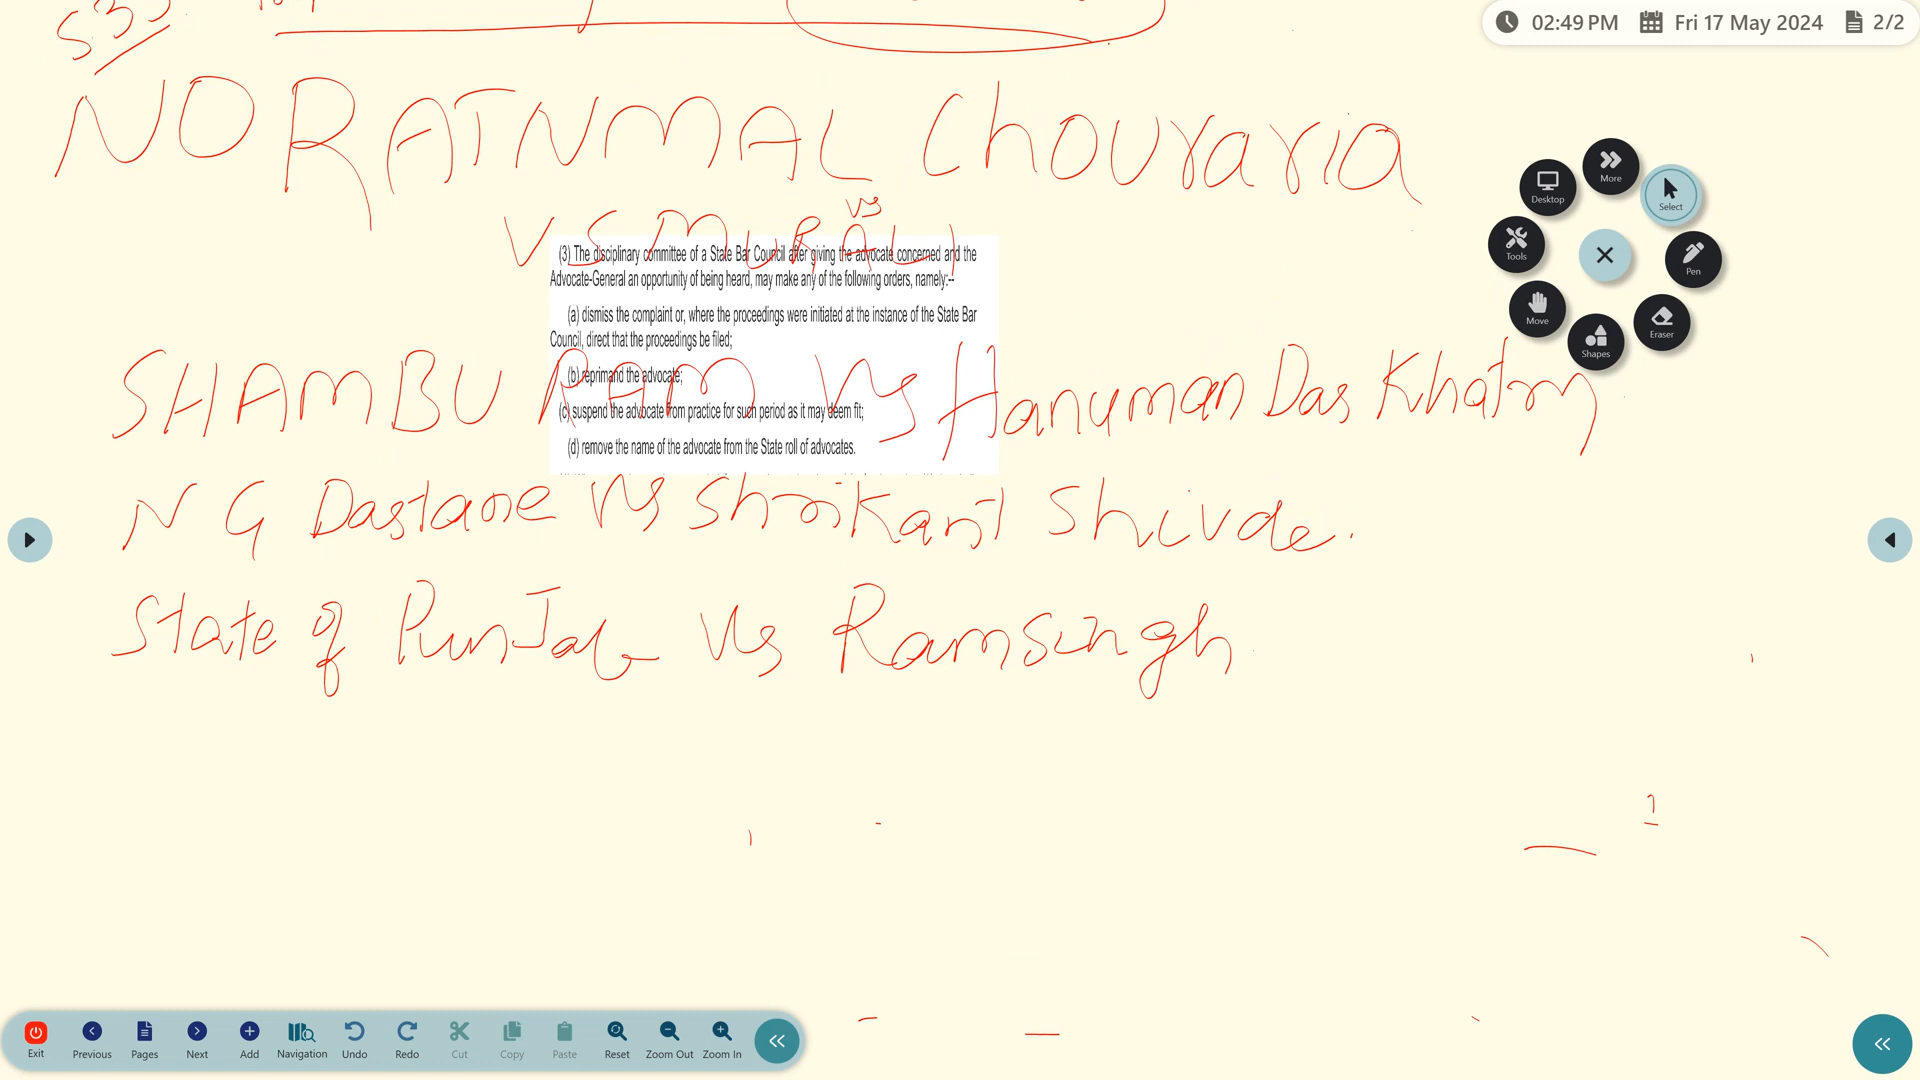 S35
02:49 PM Fri 17 May 2024 2/2
NORATNMAL Chouraria
vs
VS MURALI
(3) The disciplinary committee of a State Bar Council after giving the advocate concerned and the
Advocate-General an opportunity of being heard, may make any of the following orders, namely:--
(a) dismiss the complaint or, where the proceedings were initiated at the instance of the State Bar
Council, direct that the proceedings be filed;
(b) reprimand the advocate;
(c) suspend the advocate from practice for such period as it may deem fit;
(d) remove the name of the advocate from the State roll of advocates.
SHAMBU RAM Vs Hanuman Das Khatry
N G Dastane Vs Shrikant Shivde.
State of Punjab Vs Ramsingh
More
Desktop
Select
Tools
Pen
Move
Eraser
Shapes
Exit Previous Pages Next Add Navigation Undo Redo Cut Copy Paste Reset Zoom Out Zoom In